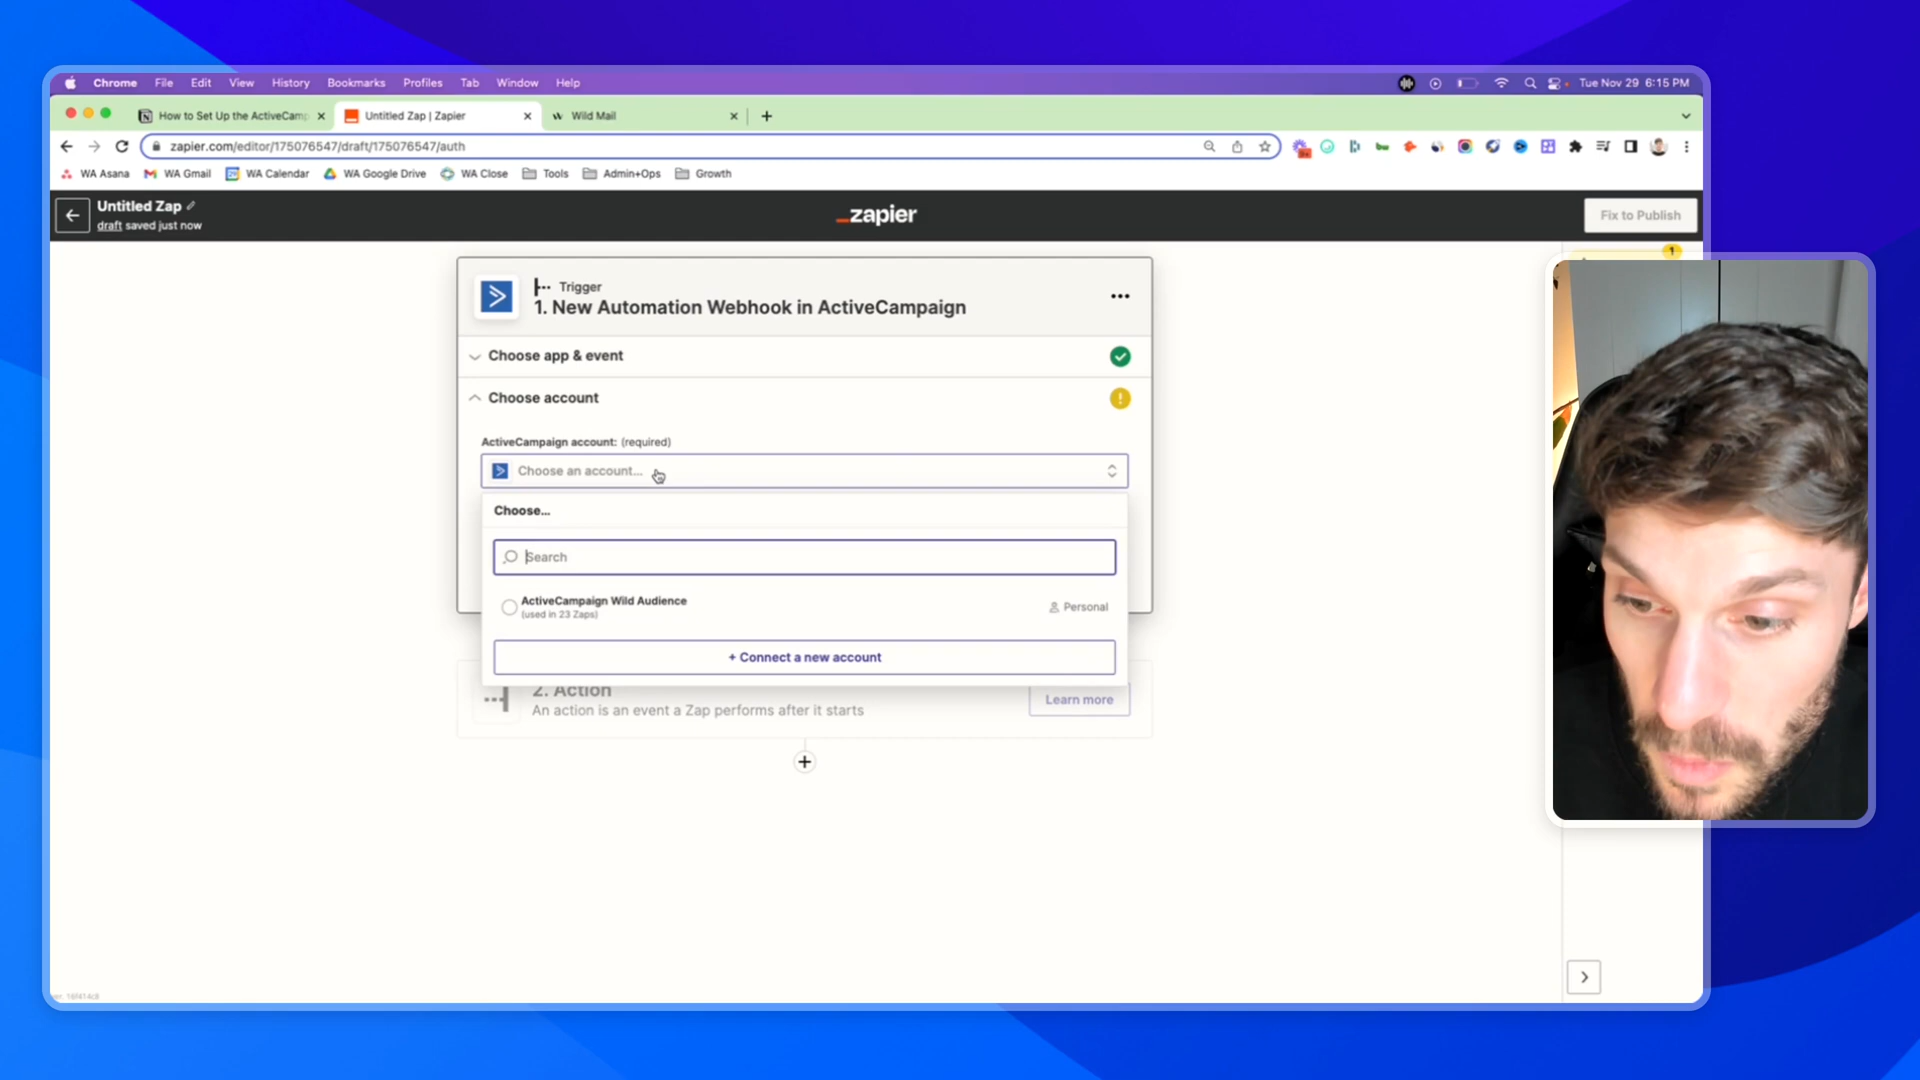 Chrome File Edit View History Bookmarks Profiles Tab Window Help Tue Nov 29 6:15 PM
How to Set Up the ActiveCamp Untitled Zap | Zapier Wild Mail
zapier.com/editor/175076547/draft/175076547/auth
WA Asana WA Gmail WA Calendar WA Google Drive WA Close Tools Admin+Ops Growth
Untitled Zap
draft saved just now
_zapier
Fix to Publish
1
Trigger
1. New Automation Webhook in ActiveCampaign
Choose app & event
Choose account
ActiveCampaign account: (required)
Choose an account...
Choose...
Search
ActiveCampaign Wild Audience
(used in 23 Zaps)
Personal
+ Connect a new account
2. Action
An action is an event a Zap performs after it starts
Learn more